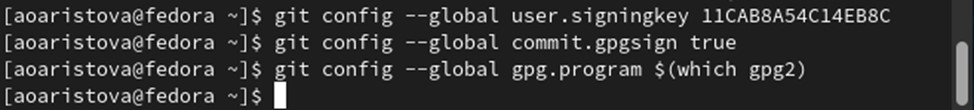 [aoaristova@fedora ~]$ git config --global user.signingkey 11CAB8A54C14EB8C
[aoaristova@fedora ~]$ git config --global commit.gpgsign true
[aoaristova@fedora ~]$ git config --global gpg.program $(which gpg2)
[aoaristova@fedora ~]$